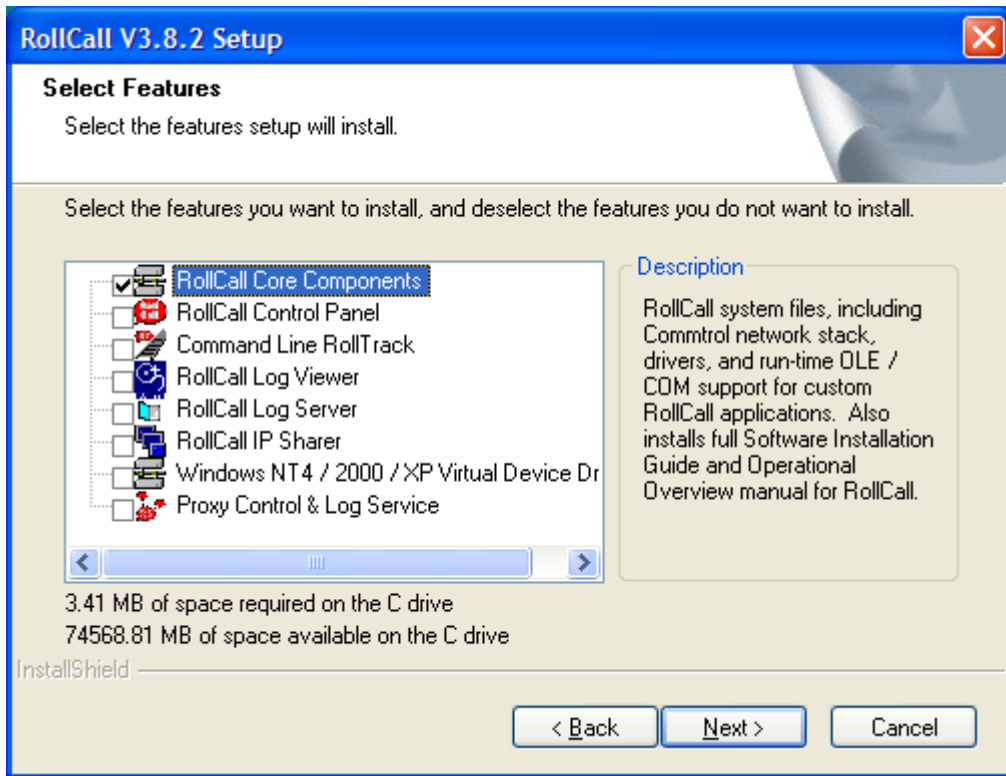 RollCall V3.8.2 Setup
Select Features
Select the features setup will install.
Select the features you want to install, and deselect the features you do not want to install.
RollCall Core Components
RollCall Control Panel
Command Line RollTrack
RollCall Log Viewer
RollCall Log Server
RollCall IP Sharer
Windows NT4 / 2000 / XP Virtual Device Dr
Proxy Control & Log Service
Description
RollCall system files, including
Commtrol network stack,
drivers, and run-time OLE /
COM support for custom
RollCall applications. Also
installs full Software Installation
Guide and Operational
Overview manual for RollCall.
3.41 MB of space required on the C drive
74568.81 MB of space available on the C drive
InstallShield
< Back
Next >
Cancel